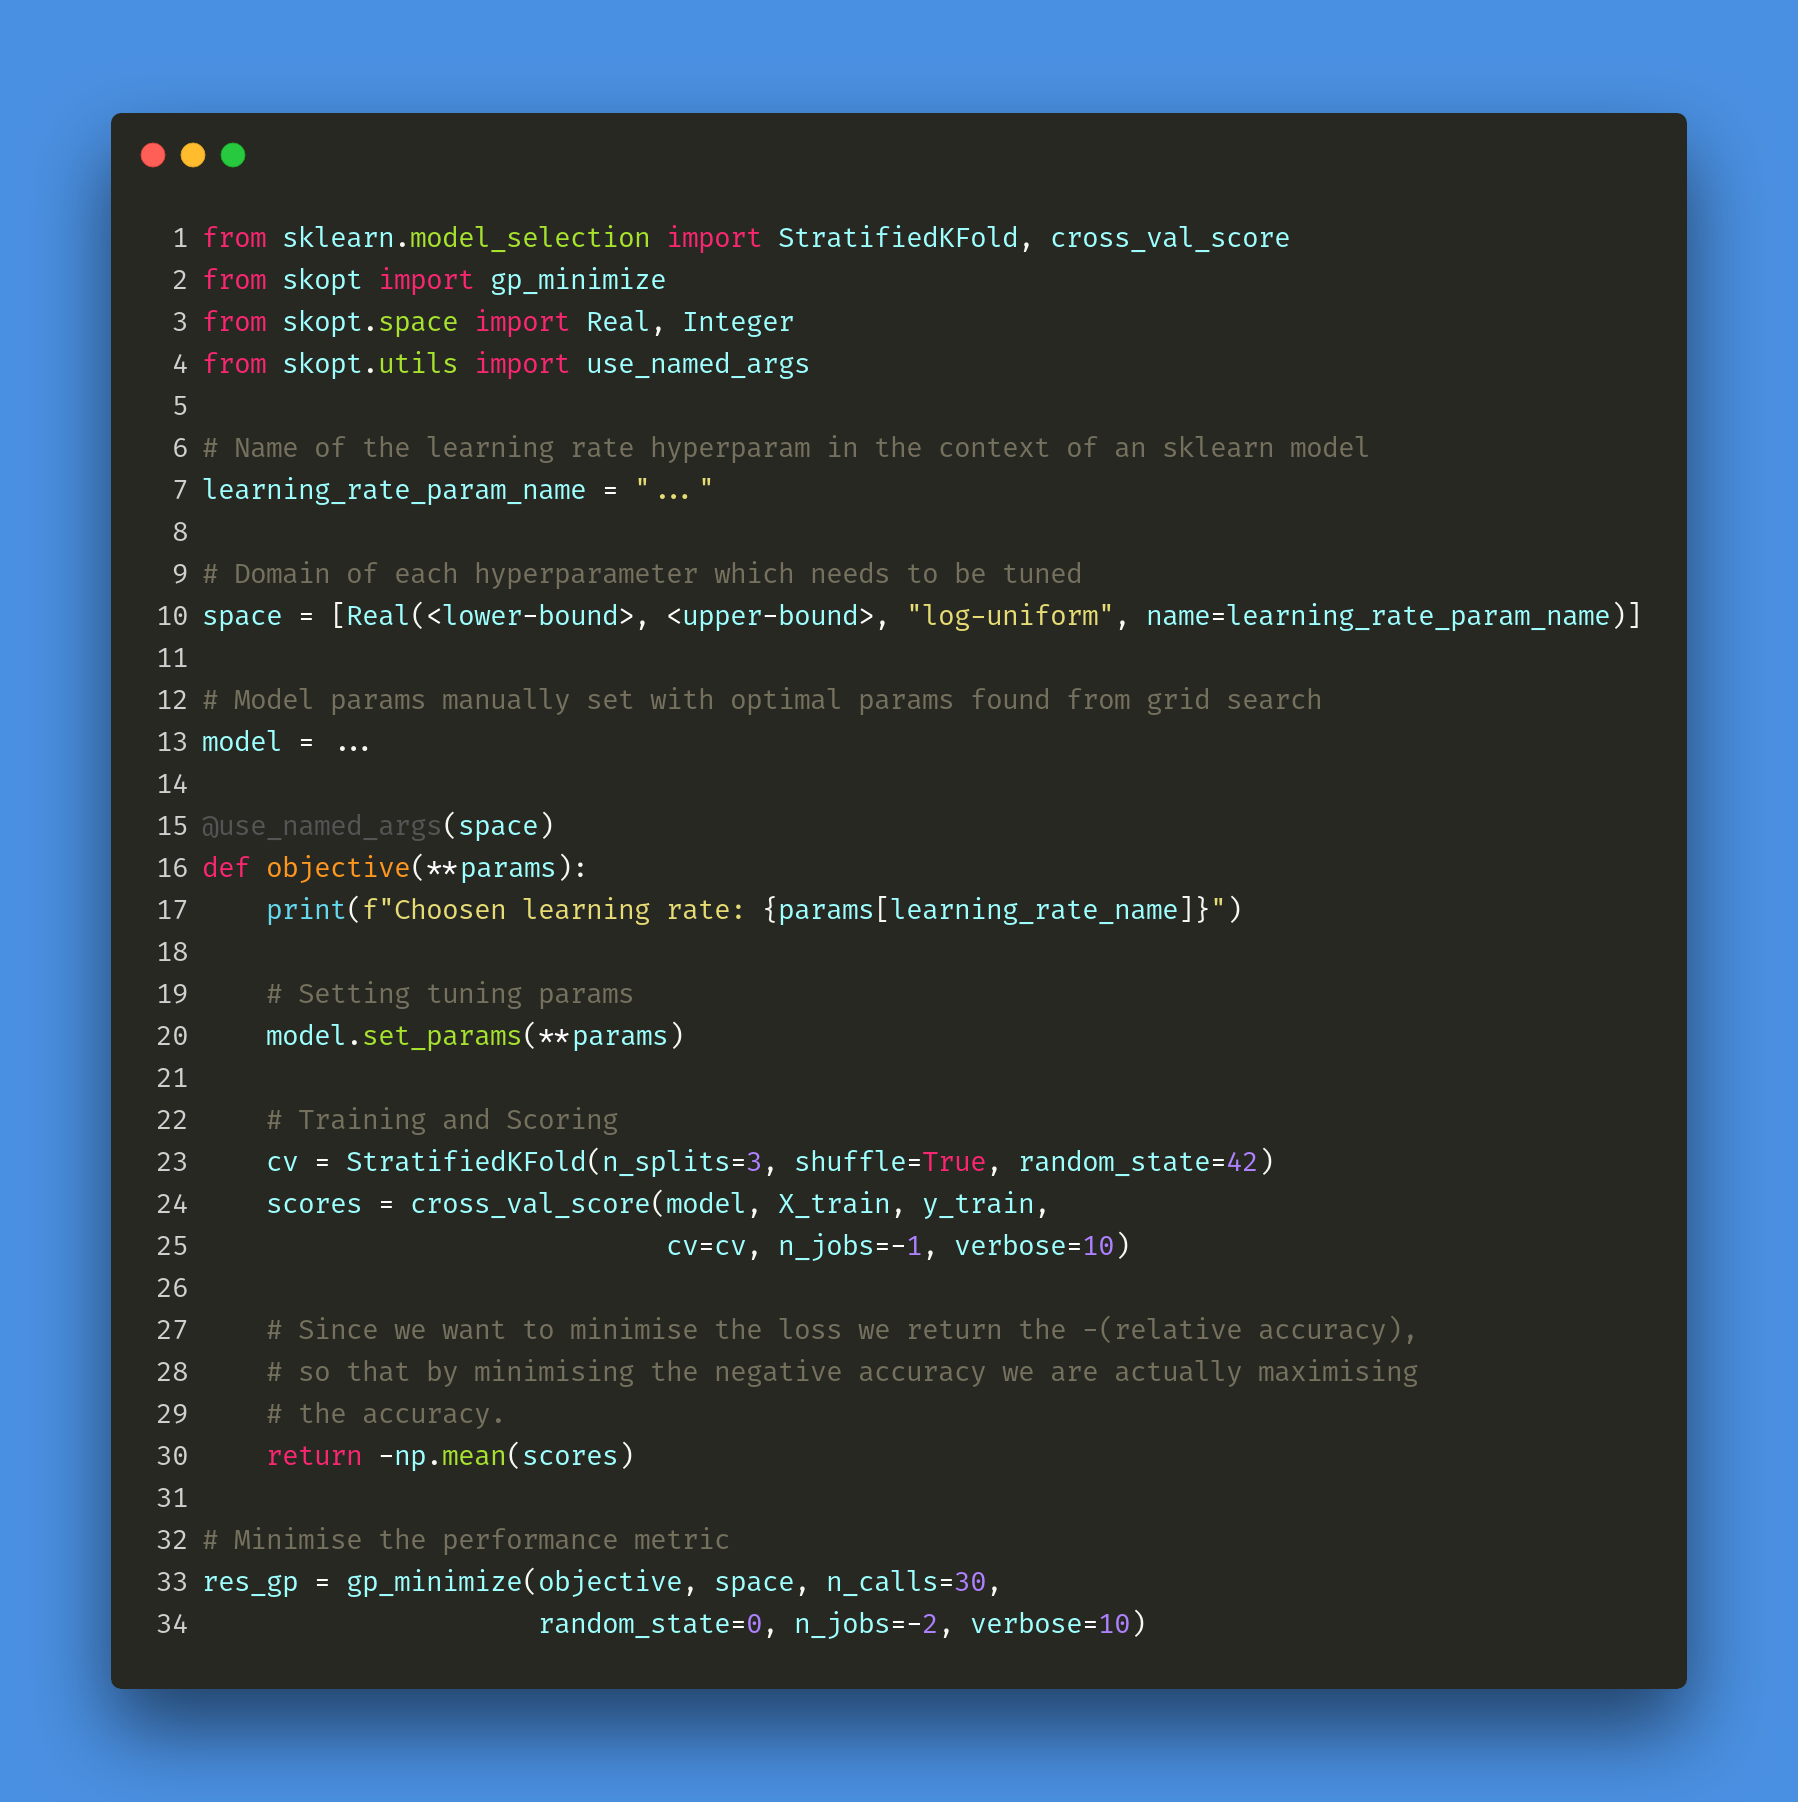 1 from sklearn.model_selection import StratifiedKFold, cross_val_score
2 from skopt import gp_minimize
3 from skopt.space import Real, Integer
4 from skopt.utils import use_named_args
5
6 # Name of the learning rate hyperparam in the context of an sklearn model
7 learning_rate_param_name = "..."
8
9 # Domain of each hyperparameter which needs to be tuned
10 space = [Real(<lower-bound>, <upper-bound>, "log-uniform", name=learning_rate_param_name)]
11
12 # Model params manually set with optimal params found from grid search
13 model = ...
14
15 @use_named_args(space)
16 def objective(**params):
17     print(f"Choosen learning rate: {params[learning_rate_name]}")
18
19     # Setting tuning params
20     model.set_params(**params)
21
22     # Training and Scoring
23     cv = StratifiedKFold(n_splits=3, shuffle=True, random_state=42)
24     scores = cross_val_score(model, X_train, y_train,
25                              cv=cv, n_jobs=-1, verbose=10)
26
27     # Since we want to minimise the loss we return the -(relative accuracy),
28     # so that by minimising the negative accuracy we are actually maximising
29     # the accuracy.
30     return -np.mean(scores)
31
32 # Minimise the performance metric
33 res_gp = gp_minimize(objective, space, n_calls=30,
34                      random_state=0, n_jobs=-2, verbose=10)